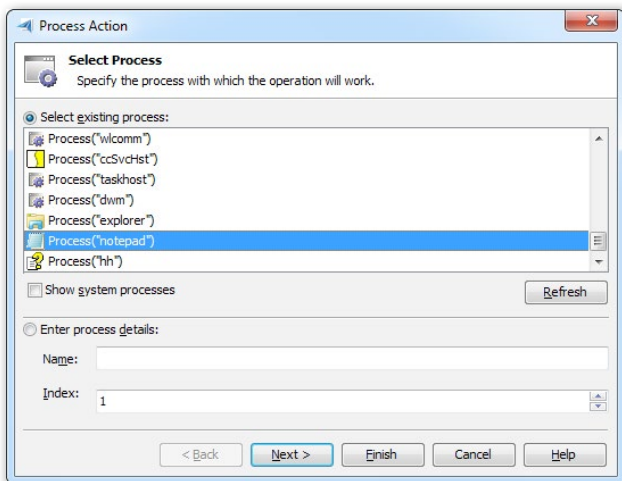 Process Action
Select Process
Specify the process with which the operation will work.
Select existing process:
Process("wlcomm")
Process("ccSvcHst")
Process("taskhost")
Process("dwm")
Process("explorer")
Process("notepad")
Process("hh")
Show system processes
Refresh
Enter process details:
Name:
Index: 1
< Back Next > Finish Cancel Help